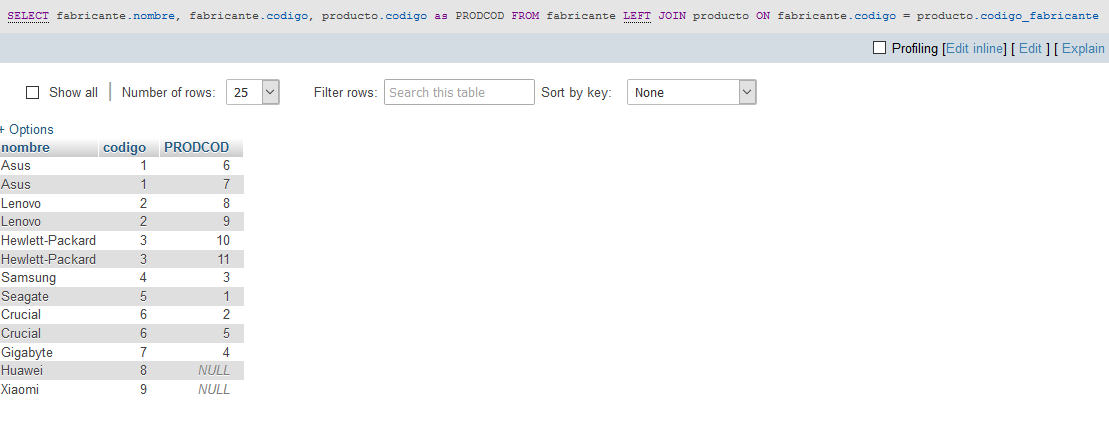 SELECT fabricante.nombre, fabricante.codigo, producto.codigo as PRODCOD FROM fabricante LEFT JOIN producto ON fabricante.codigo = producto.codigo_fabricante
Profiling [Edit inline] [ Edit ] [ Explain
Show all Number of rows: 25 Filter rows: Search this table Sort by key: None
+ Options
nombre codigo PRODCOD
Asus 1 6
Asus 1 7
Lenovo 2 8
Lenovo 2 9
Hewlett-Packard 3 10
Hewlett-Packard 3 11
Samsung 4 3
Seagate 5 1
Crucial 6 2
Crucial 6 5
Gigabyte 7 4
Huawei 8 NULL
Xiaomi 9 NULL